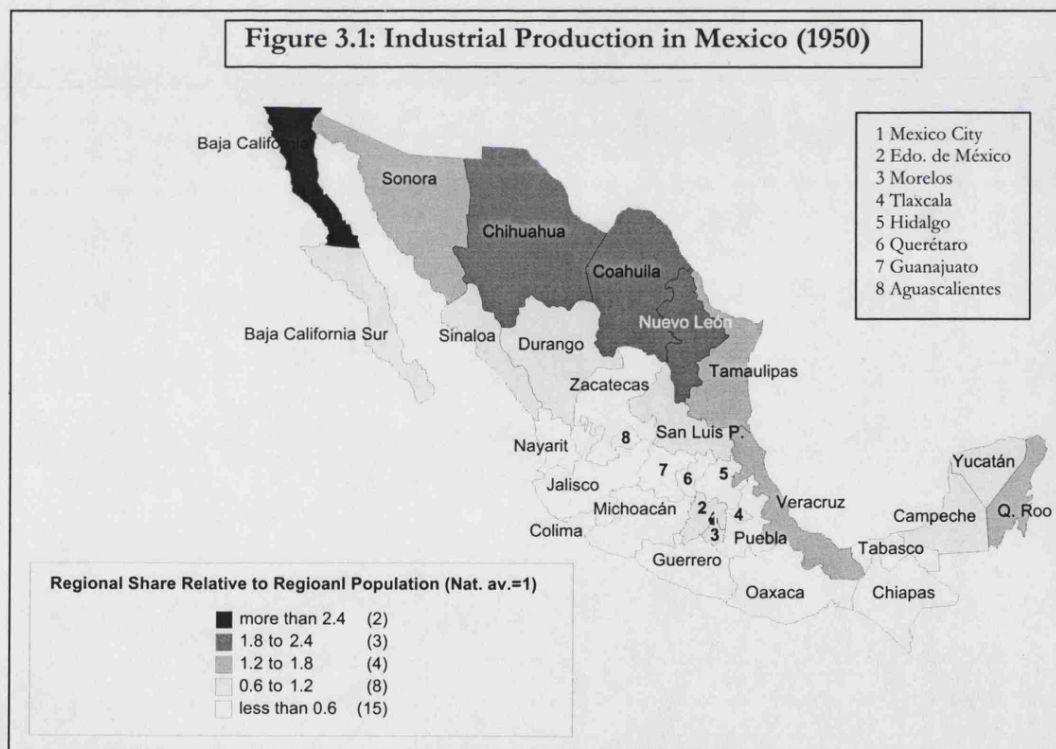 Figure 3.1: Industrial Production in Mexico (1950)
1 Mexico City
2 Edo. de México
3 Morelos
4 Tlaxcala
5 Hidalgo
6 Querétaro
7 Guanajuato
8 Aguascalientes
Baja California
Sonora
Chihuahua
Coahuila
Nuevo León
Baja California Sur
Sinaloa
Durango
Tamaulipas
Zacatecas
San Luis P.
Nayarit
8
7
6
5
Jalisco
Michoacán
2
1
4
3
Colima
Puebla
Veracruz
Guerrero
Oaxaca
Yucatán
Campeche
Q. Roo
Tabasco
Chiapas
Regional Share Relative to Regioanl Population (Nat. av.=1)
more than 2.4 (2)
1.8 to 2.4 (3)
1.2 to 1.8 (4)
0.6 to 1.2 (8)
less than 0.6 (15)